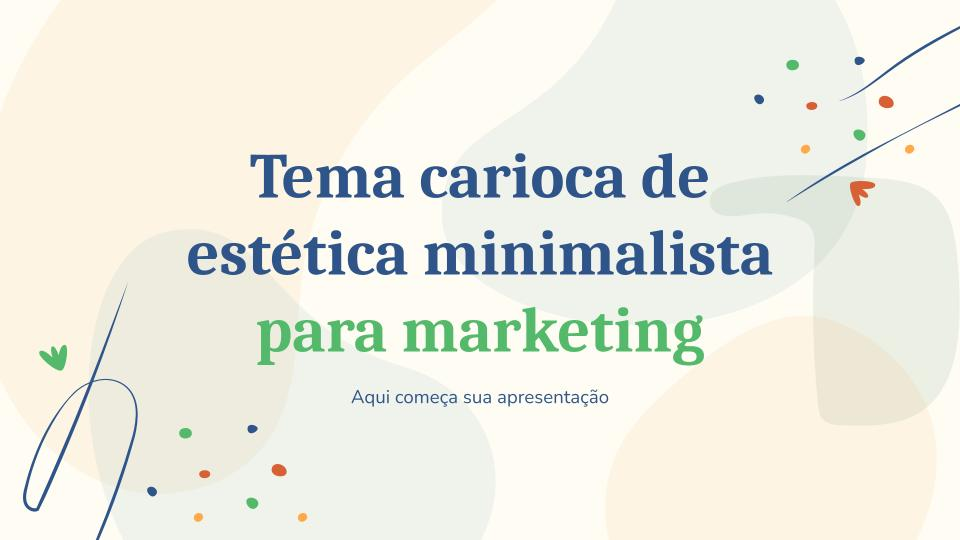 Tema carioca de
estética minimalista
para marketing
Aqui começa sua apresentação